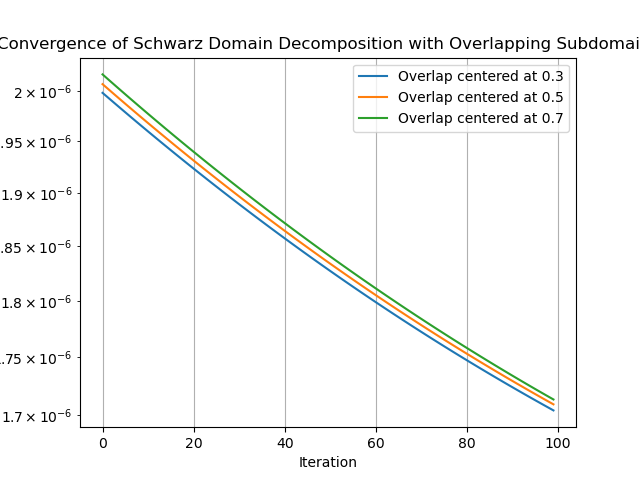 Convergence of Schwarz Domain Decomposition with Overlapping Subdomai
Overlap centered at 0.3
Overlap centered at 0.5
Overlap centered at 0.7
2 × 10⁻⁶
.95 × 10⁻⁶
1.9 × 10⁻⁶
.85 × 10⁻⁶
1.8 × 10⁻⁶
.75 × 10⁻⁶
1.7 × 10⁻⁶
0 20 40 60 80 100
Iteration